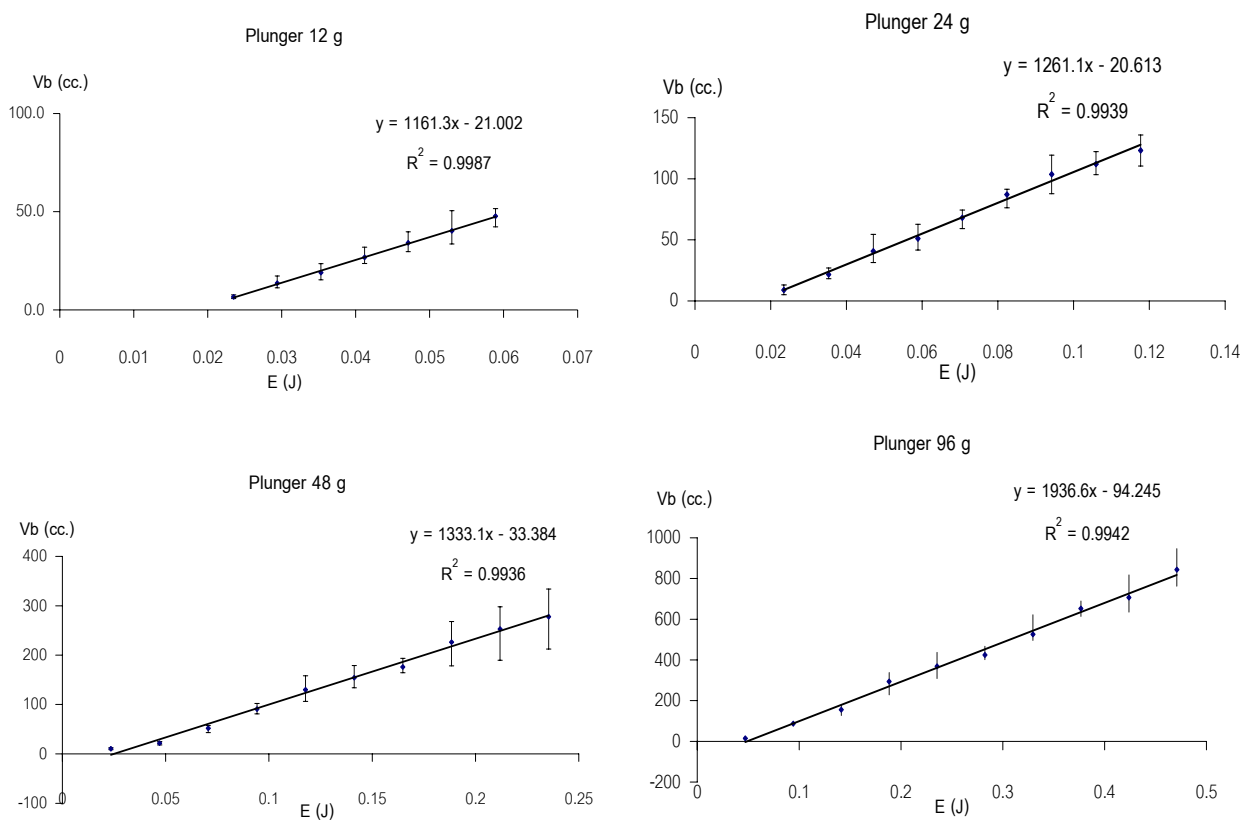 Plunger 12 g
Vb (cc.)
y = 1161.3x - 21.002
R2 = 0.9987
100.0
50.0
0.0
0 0.01 0.02 0.03 0.04 0.05 0.06 0.07
E (J)
Plunger 24 g
Vb (cc.)
y = 1261.1x - 20.613
R2 = 0.9939
150
100
50
0
0 0.02 0.04 0.06 0.08 0.1 0.12 0.14
E (J)
Plunger 48 g
Vb (cc.)
y = 1333.1x - 33.384
R2 = 0.9936
400
300
200
100
0
-100
0 0.05 0.1 0.15 0.2 0.25
E (J)
Plunger 96 g
Vb (cc.)
y = 1936.6x - 94.245
R2 = 0.9942
1000
800
600
400
200
0
-200
0 0.1 0.2 0.3 0.4 0.5
E (J)